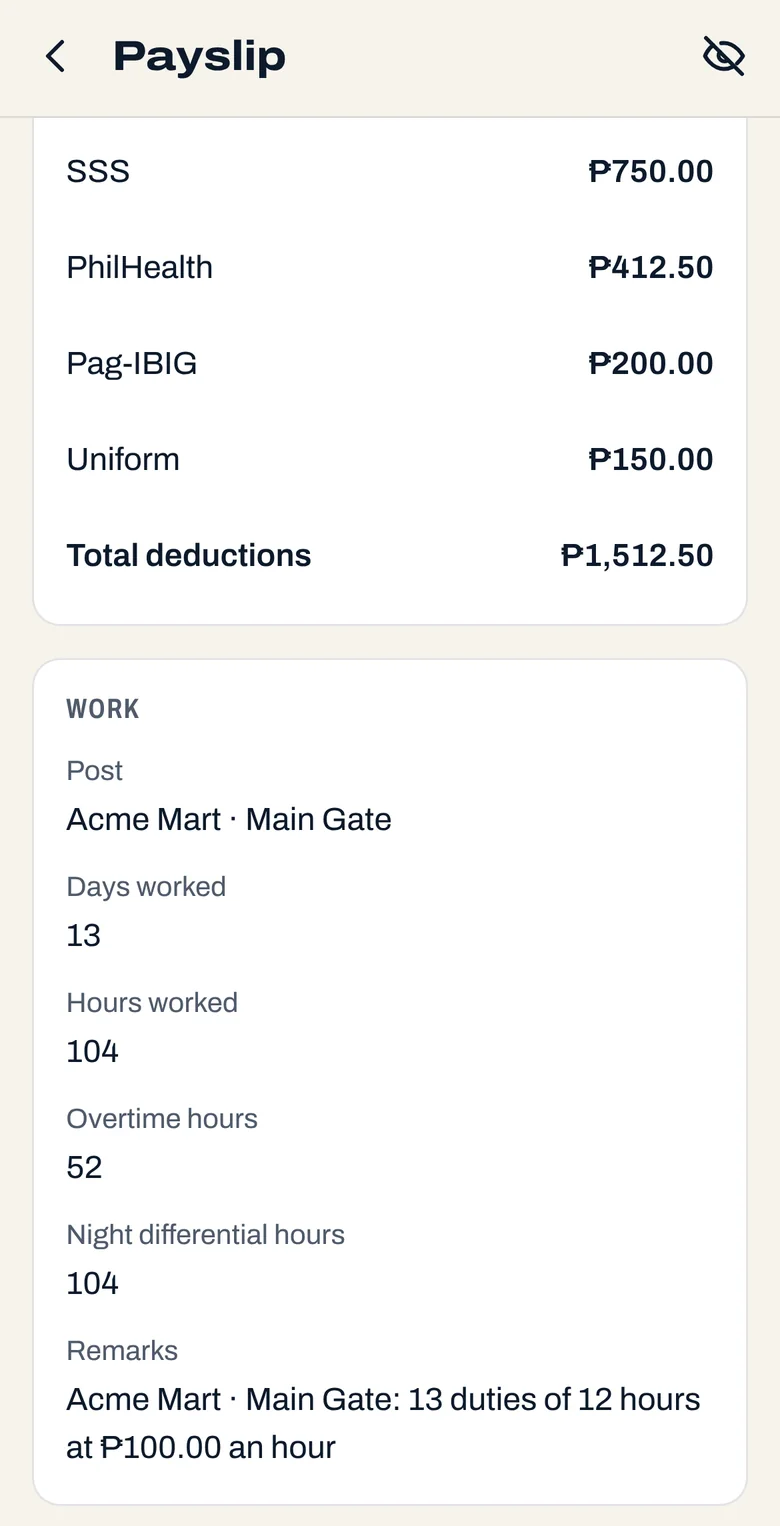 Payslip
SSS ₱750.00
PhilHealth ₱412.50
Pag-IBIG ₱200.00
Uniform ₱150.00
Total deductions ₱1,512.50
WORK
Post
Acme Mart · Main Gate
Days worked
13
Hours worked
104
Overtime hours
52
Night differential hours
104
Remarks
Acme Mart · Main Gate: 13 duties of 12 hours
at ₱100.00 an hour